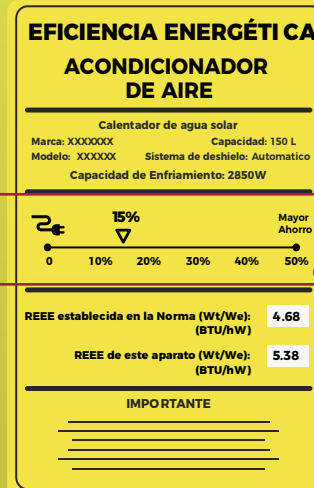 EFICIENCIA ENERGÉTI CA
ACONDICIONADOR
DE AIRE
Calentador de agua solar
Marca: XXXXXXX Capacidad: 150 L
Modelo: XXXXXX Sistema de deshielo: Automatico
Capacidad de Enfriamiento: 2850W
15%
Mayor
Ahorro
0 10% 20% 30% 40% 50%
REEE establecida en la Norma (Wt/We): 4.68
(BTU/hW)
REEE de este aparato (Wt/We): 5.38
(BTU/hW)
IMPORTANTE